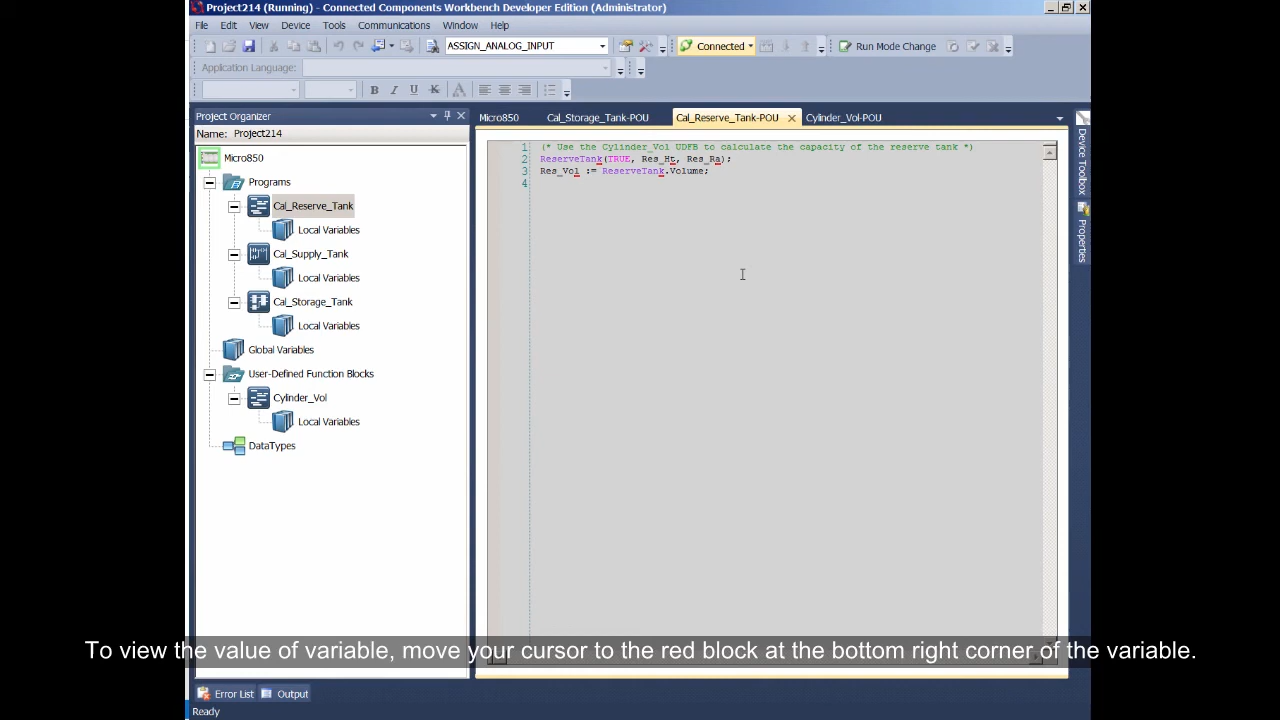 Project214 (Running) - Connected Components Workbench Developer Edition (Administrator)
File Edit View Device Tools Communications Window Help
ASSIGN_ANALOG_INPUT Connected Run Mode Change
Application Language:
B I U K A
Project Organizer
Name: Project214
Micro850
Programs
Cal_Reserve_Tank
Local Variables
Cal_Supply_Tank
Local Variables
Cal_Storage_Tank
Local Variables
Global Variables
User-Defined Function Blocks
Cylinder_Vol
Local Variables
DataTypes
Micro850 Cal_Storage_Tank-POU Cal_Reserve_Tank-POU Cylinder_Vol-POU
1 (* Use the Cylinder_Vol UDFB to calculate the capacity of the reserve tank *)
2 ReserveTank(TRUE, Res_Ht, Res_Ra);
3 Res_Vol := ReserveTank.Volume;
4
Device Toolbox
Properties
To view the value of variable, move your cursor to the red block at the bottom right corner of the variable.
Error List Output
Ready